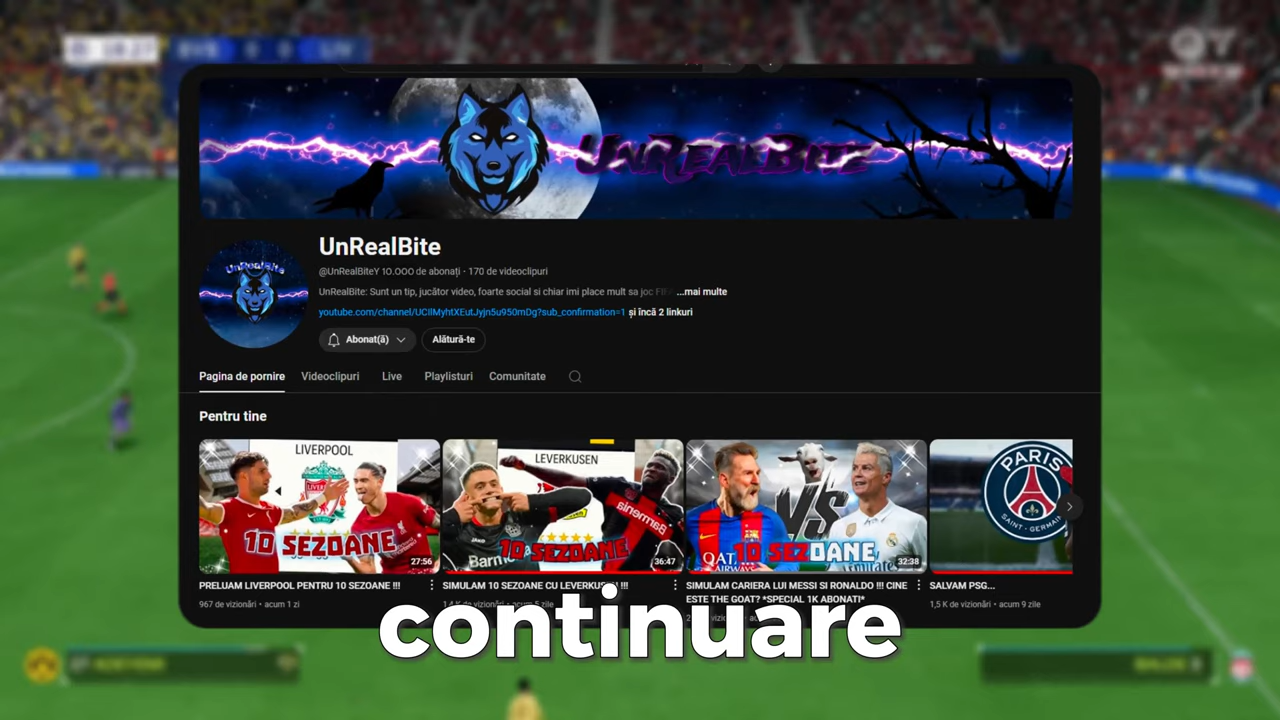 UnRealBite
UnRealBite
@UnRealBiteY 10.000 de abonați · 170 de videoclipuri
UnRealBite: Sunt un tip, jucător video, foarte social si chiar imi place mult sa joc ...mai multe
youtube.com/channel/UCIlMyhtXEutJyjn5u950mDg?sub_confirmation=1 și încă 2 linkuri
Abonat(ă) Alătură-te
Pagina de pornire Videoclipuri Live Playlisturi Comunitate
Pentru tine
LIVERPOOL
10 SEZOANE
27:56
LEVERKUSEN
10 SEZOANE
36:47
VS
10 SEZOANE
32:38
PARIS
SAINT-GERMAIN
PRELUAM LIVERPOOL PENTRU 10 SEZOANE !!!
967 de vizionări · acum 1 zi
SIMULAM 10 SEZOANE CU LEVERKUSEN !!!
SIMULAM CARIERA LUI MESSI SI RONALDO !!! CINE
ESTE THE GOAT? *SPECIAL 1K ABONATI*
SALVAM PSG...
1,5 K de vizionări · acum 9 zile
continuare